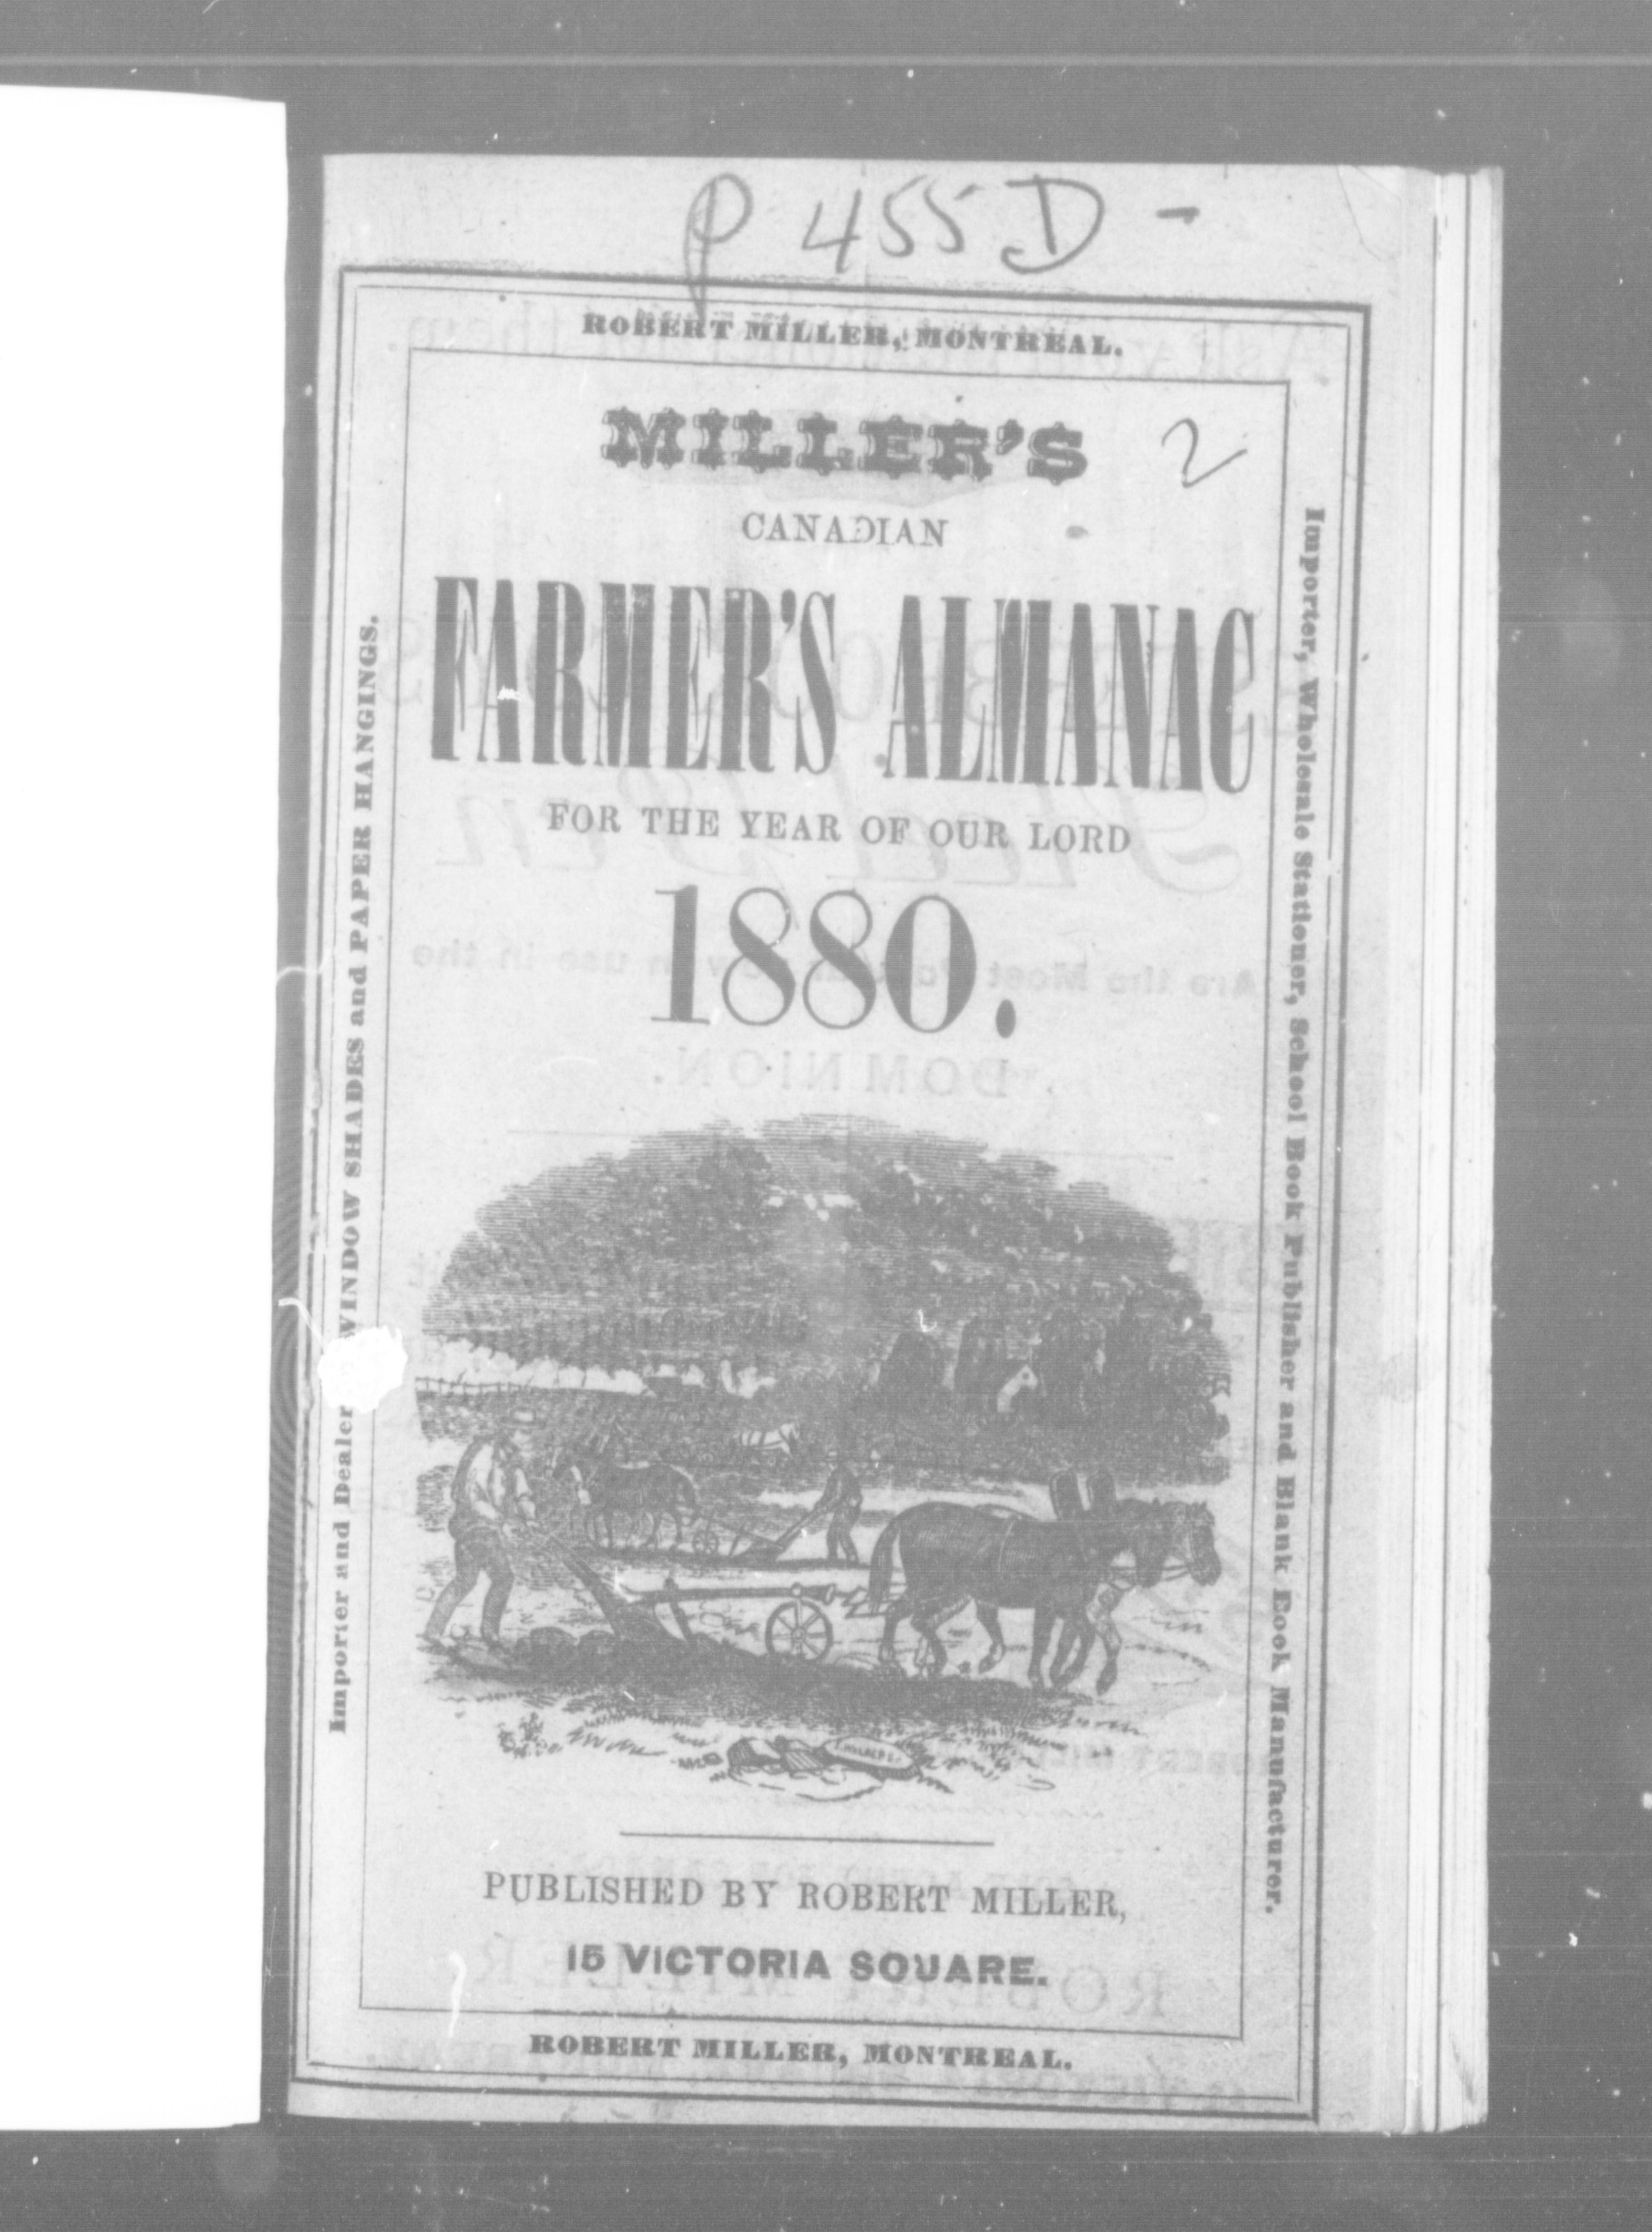 P 455 D -
ROBERT MILLER, MONTREAL.
MILLER'S
2
CANADIAN
FARMER'S ALMANAC
FOR THE YEAR OF OUR LORD
1880.
Importer and Dealer WINDOW SHADES and PAPER HANGINGS.
Importer, Wholesale Stationer, School Book Publisher and Blank Book Manufacturer.
PUBLISHED BY ROBERT MILLER,
15 VICTORIA SQUARE.
ROBERT MILLER, MONTREAL.